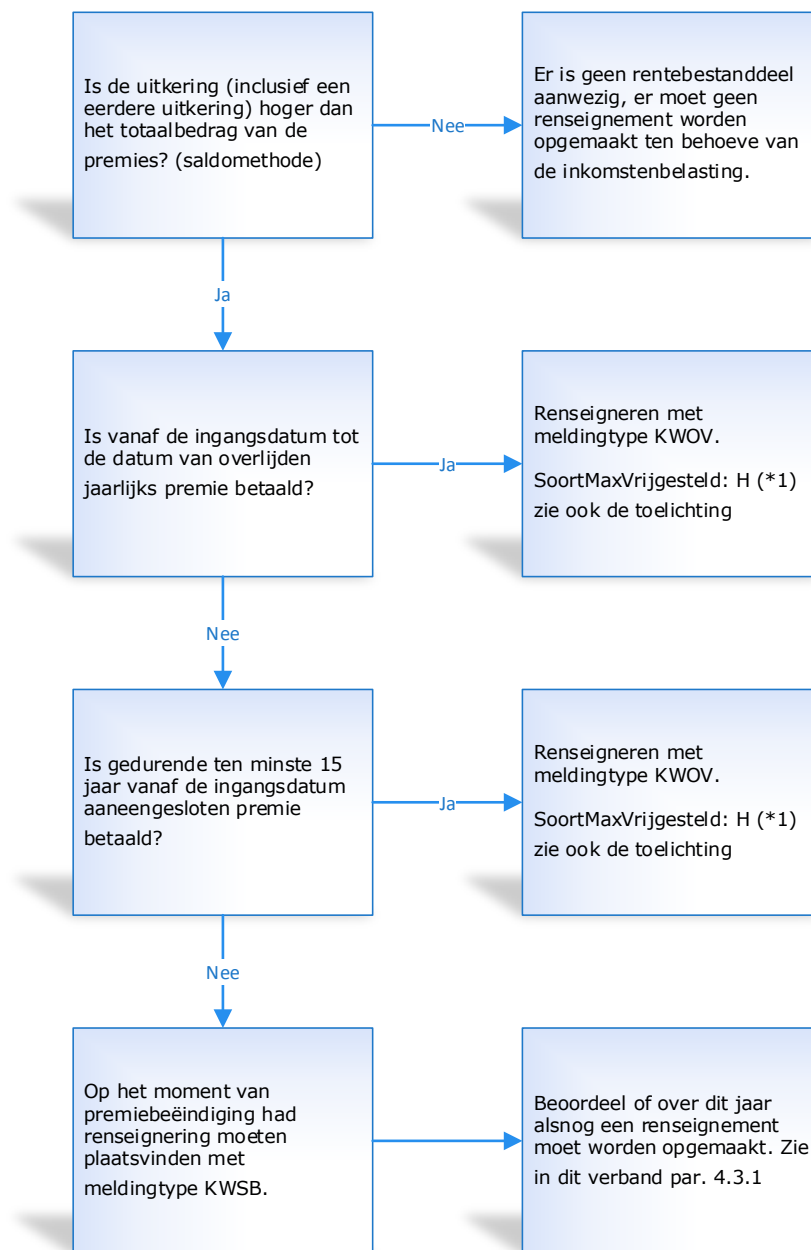 Is de uitkering (inclusief een
eerdere uitkering) hoger dan
het totaalbedrag van de
premies? (saldomethode)
Nee
Er is geen rentebestanddeel
aanwezig, er moet geen
renseignement worden
opgemaakt ten behoeve van
de inkomstenbelasting.
Ja
Is vanaf de ingangsdatum tot
de datum van overlijden
jaarlijks premie betaald?
Ja
Renseigneren met
meldingtype KWOV.
SoortMaxVrijgesteld: H (*1)
zie ook de toelichting
Nee
Is gedurende ten minste 15
jaar vanaf de ingangsdatum
aaneengesloten premie
betaald?
Ja
Renseigneren met
meldingtype KWOV.
SoortMaxVrijgesteld: H (*1)
zie ook de toelichting
Nee
Op het moment van
premiebeëindiging had
renseignering moeten
plaatsvinden met
meldingtype KWSB.
Beoordeel of over dit jaar
alsnog een renseignement
moet worden opgemaakt. Zie
in dit verband par. 4.3.1